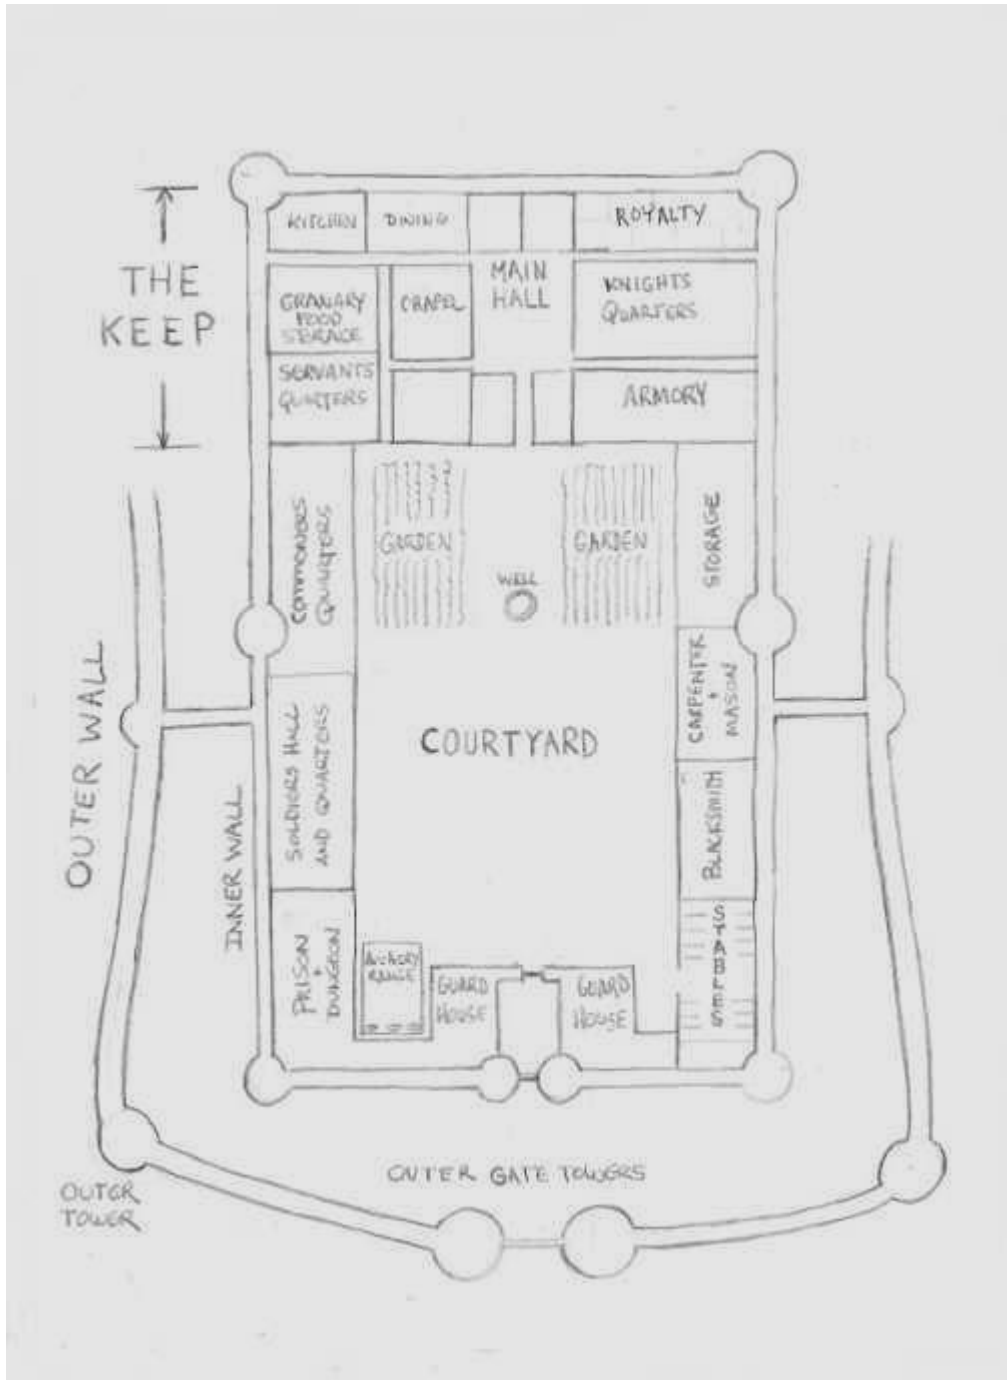 KITCHEN
DINING
ROYALTY
THE
KEEP
MAIN
HALL
GRANARY
FOOD
STORAGE
CHAPEL
KNIGHTS
QUARTERS
SERVANTS
QUARTERS
ARMORY
COMMONERS
QUARTERS
GARDEN
GARDEN
WELL
STORAGE
OUTER WALL
INNER WALL
SOLDIERS HALL
AND QUARTERS
COURTYARD
CARPENTER
+
MASON
BLACKSMITH
STABLES
PRISON
+
DUNGEON
ARCHERY
RANGE
GUARD
HOUSE
GUARD
HOUSE
OUTER GATE TOWERS
OUTER
TOWER